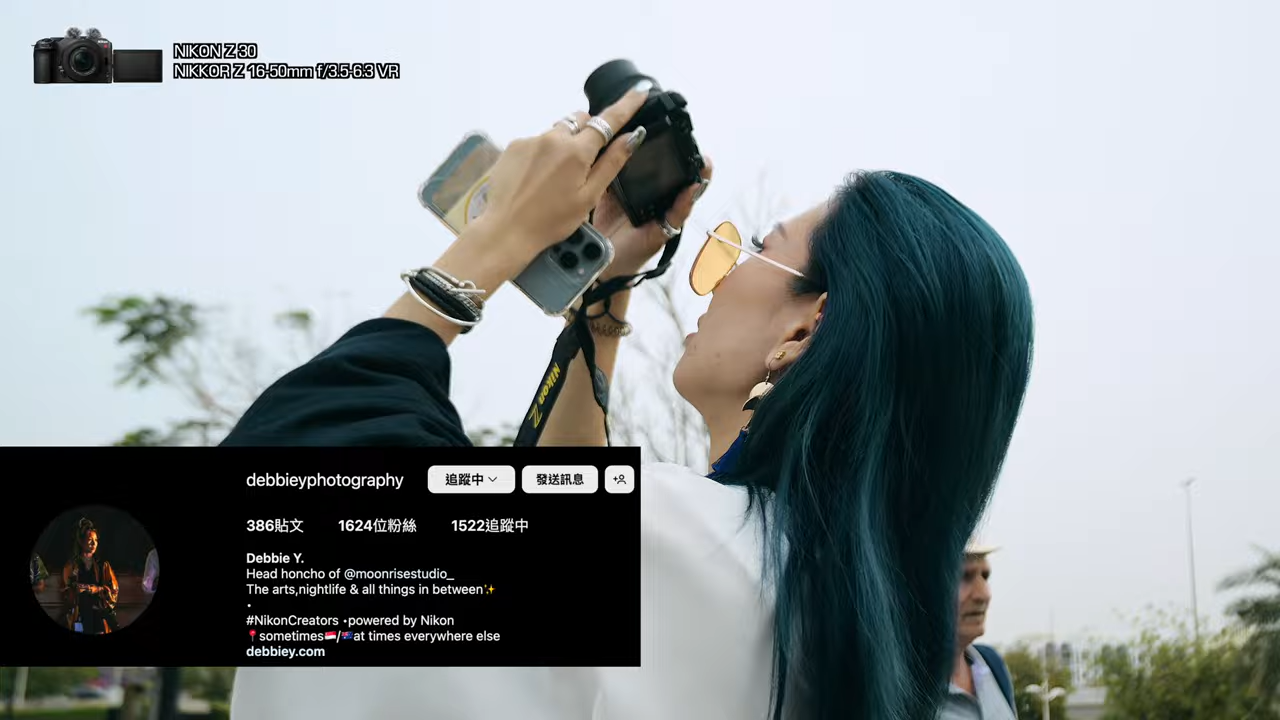 NIKON Z 30
NIKKOR Z 16-50mm f/3.5-6.3 VR
Nikon Z
debbieyphotography
追蹤中
發送訊息
386貼文 1624位粉絲 1522追蹤中
Debbie Y.
Head honcho of @moonrisestudio_
The arts,nightlife & all things in between✨
•
#NikonCreators •powered by Nikon
📍sometimes🇮🇩/🇦🇺at times everywhere else
debbiey.com